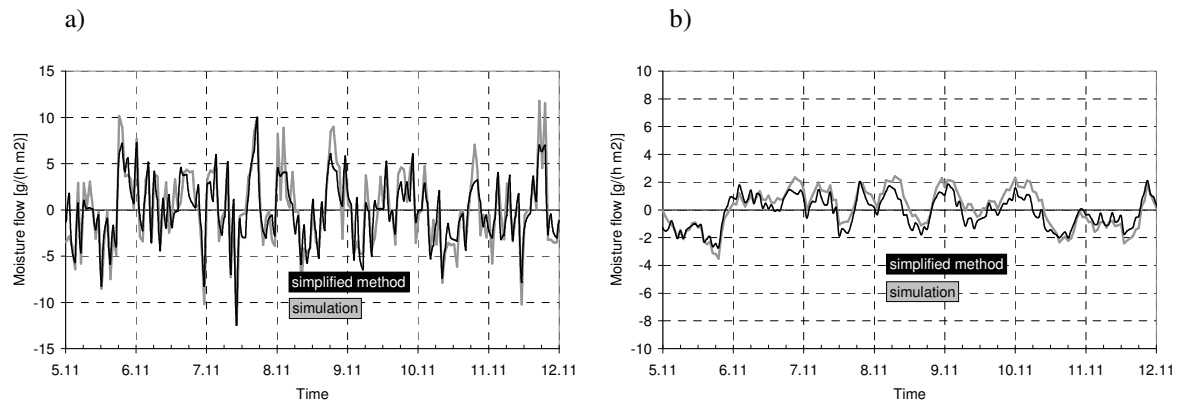 a)
15
10
5
0
-5
-10
-15
Moisture flow [g/(h m2)]
simplified method
simulation
5.11 6.11 7.11 8.11 9.11 10.11 11.11 12.11
Time
b)
10
8
6
4
2
0
-2
-4
-6
-8
-10
Moisture flow [g/(h m2)]
simplified method
simulation
5.11 6.11 7.11 8.11 9.11 10.11 11.11 12.11
Time